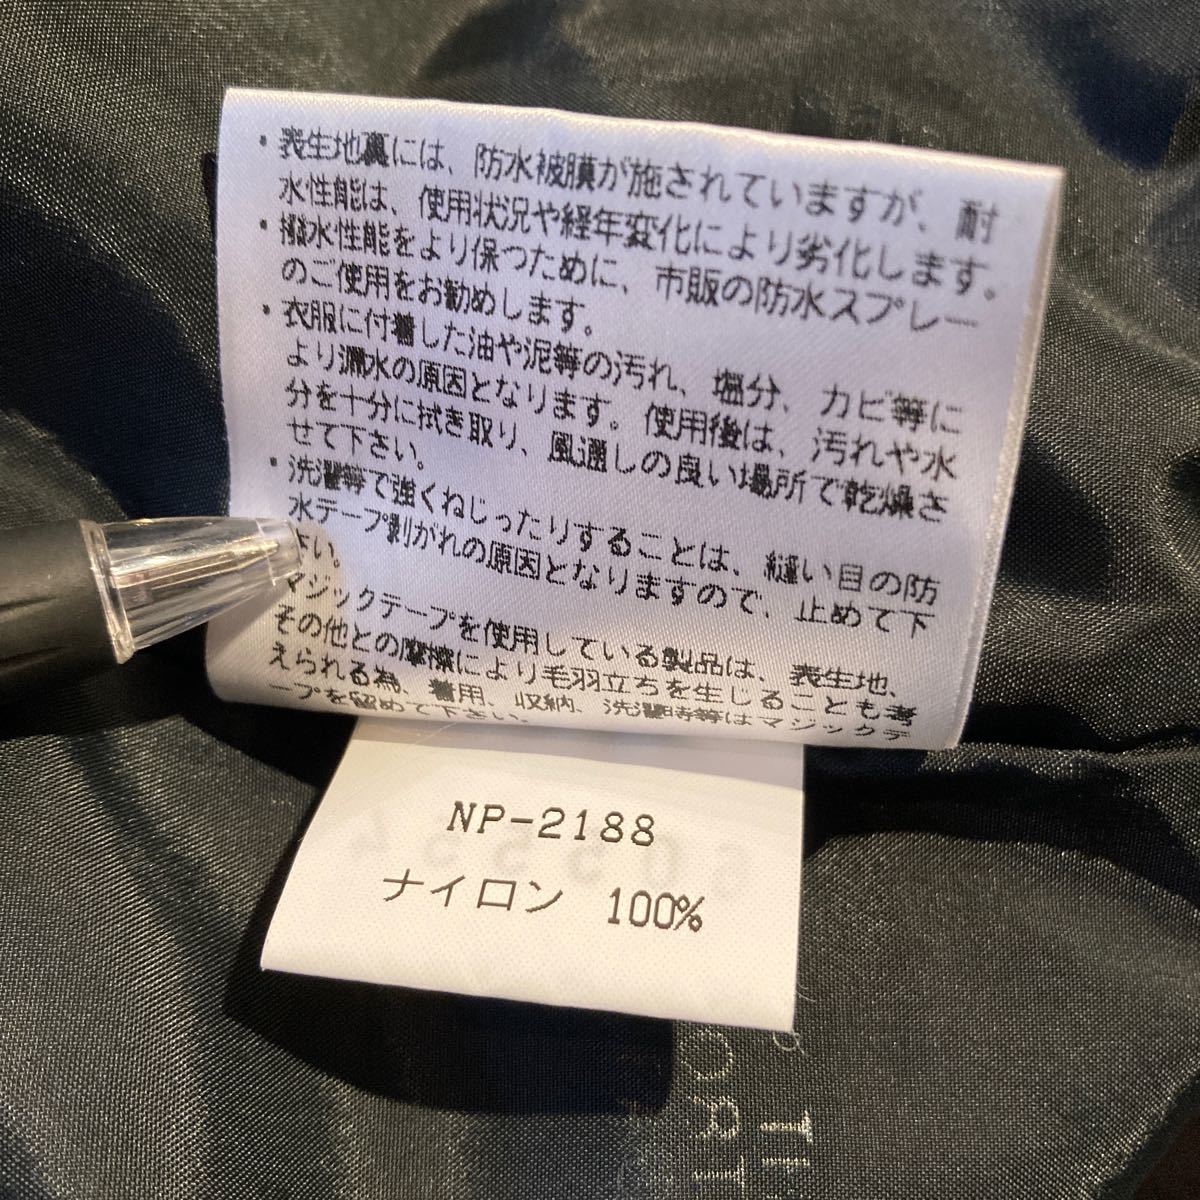 ・表生地裏には、防水被膜が施されていますが、耐
水性能は、使用状況や経年変化により劣化します。
・撥水性能をより保つために、市販の防水スプレー
のご使用をお勧めします。
・衣服に付着した油や泥等の汚れ、塩分、カビ等に
より漏水の原因となります。使用後は、汚れや水
分を十分に拭き取り、風通しの良い場所で乾燥さ
せて下さい。
・洗濯等で強くねじったりすることは、縫い目の防
水テープ剥がれの原因となりますので、止めて下
さい。
マジックテープを使用している製品は、表生地、
その他との摩擦により毛羽立ちを生じることも考
えられる為、着用、収納、洗濯時等はマジックテ
ープを留めて下さい。
NP-2188
ナイロン 100%